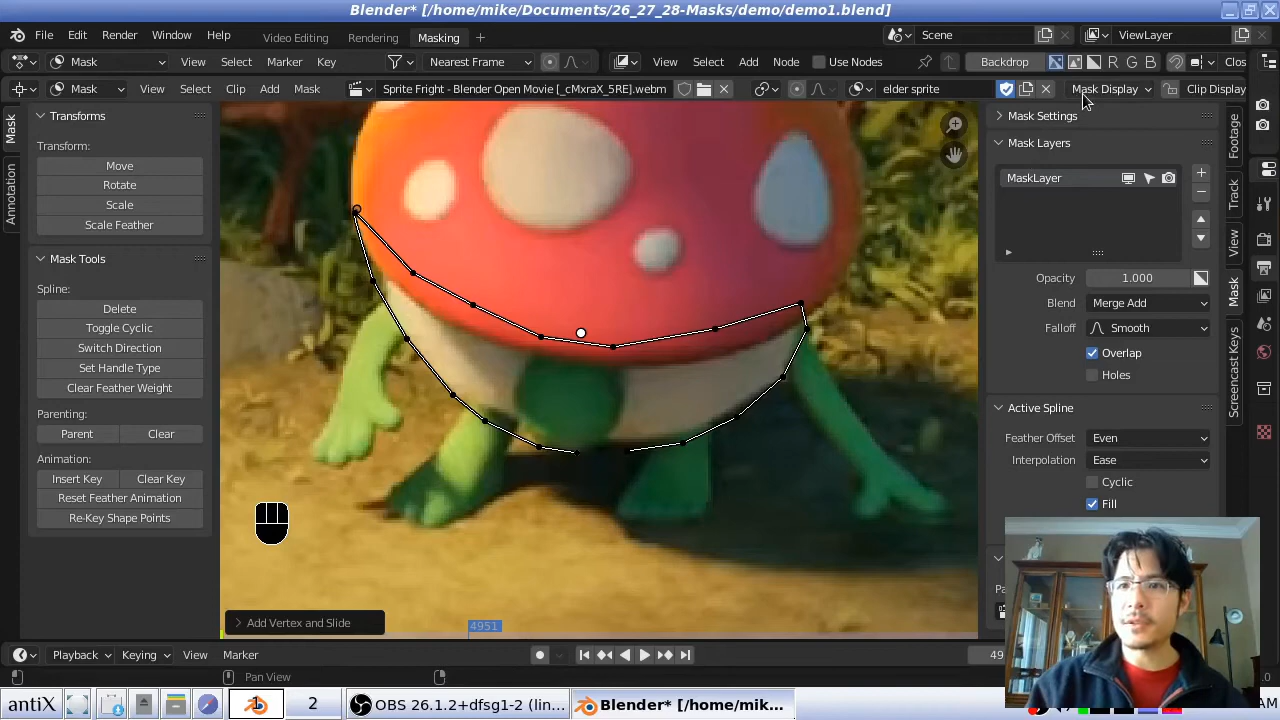 Blender* [/home/mike/Documents/26_27_28-Masks/demo/demo1.blend]
File Edit Render Window Help Video Editing Rendering Masking + Scene ViewLayer
Mask View Select Marker Key Nearest Frame View Select Add Node Use Nodes Backdrop R G B Clos
Mask View Select Clip Add Mask Sprite Fright - Blender Open Movie [_cMxraX_5RE].webm elder sprite Mask Display Clip Display
Mask
Annotation
Transforms
Transform:
Move
Rotate
Scale
Scale Feather
Mask Tools
Spline:
Delete
Toggle Cyclic
Switch Direction
Set Handle Type
Clear Feather Weight
Parenting:
Parent Clear
Animation:
Insert Key Clear Key
Reset Feather Animation
Re-Key Shape Points
Add Vertex and Slide
4951
Mask Settings
Mask Layers
MaskLayer
Opacity 1.000
Blend Merge Add
Falloff Smooth
Overlap
Holes
Active Spline
Feather Offset Even
Interpolation Ease
Cyclic
Fill
Pa
Footage
Track
View
Mask
Screencast Keys
Playback Keying View Marker 49
Pan View .0
antiX 1 2 OBS 26.1.2+dfsg1-2 (lin... Blender* [/home/mik... AM